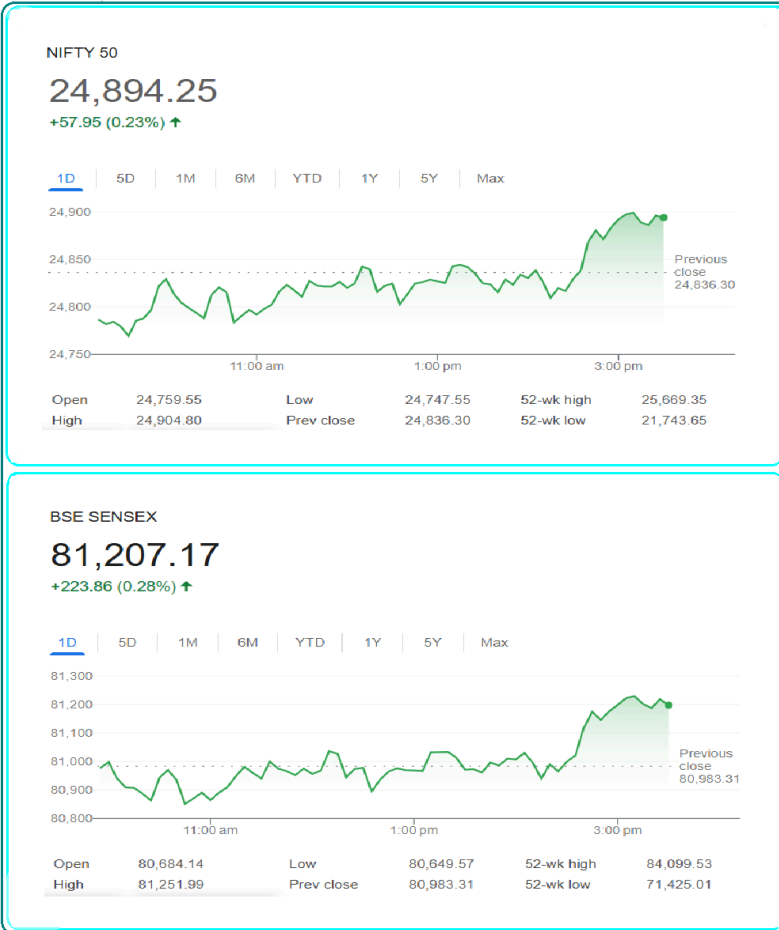 NIFTY 50
24,894.25
+57.95 (0.23%) ↑
1D 5D 1M 6M YTD 1Y 5Y Max
24,900
24,850
24,800
24,750
Previous
close
24,836.30
11:00 am 1:00 pm 3:00 pm
Open 24,759.55 Low 24,747.55 52-wk high 25,669.35
High 24,904.80 Prev close 24,836.30 52-wk low 21,743.65
BSE SENSEX
81,207.17
+223.86 (0.28%) ↑
1D 5D 1M 6M YTD 1Y 5Y Max
81,300
81,200
81,100
81,000
80,900
80,800
Previous
close
80,983.31
11:00 am 1:00 pm 3:00 pm
Open 80,684.14 Low 80,649.57 52-wk high 84,099.53
High 81,251.99 Prev close 80,983.31 52-wk low 71,425.01